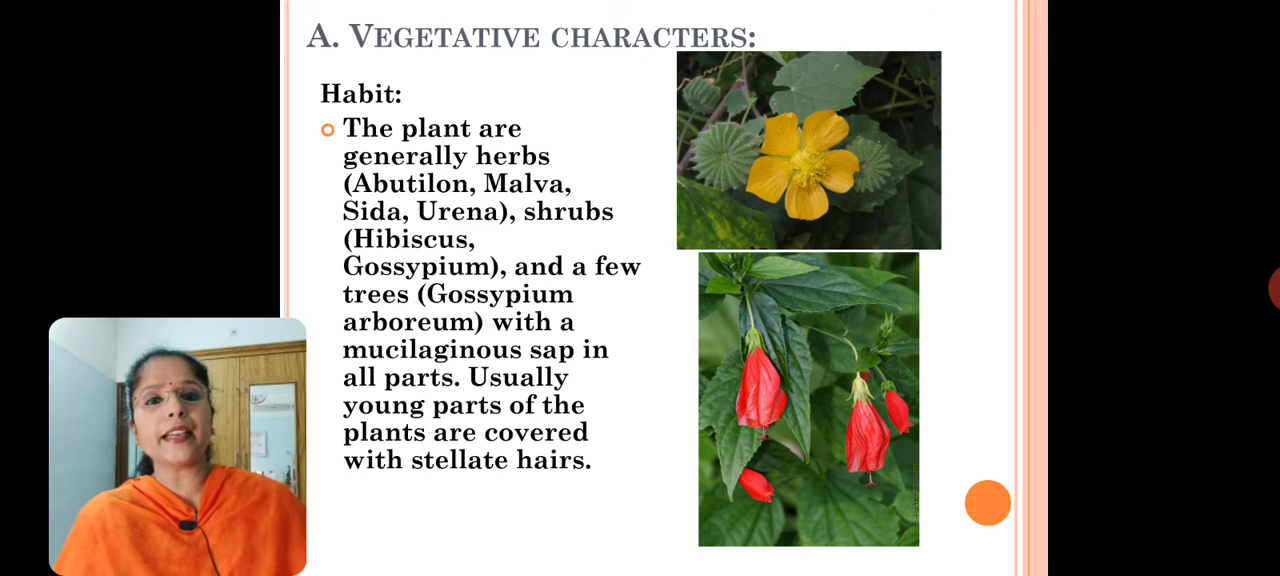 A. VEGETATIVE CHARACTERS:
Habit:
The plant are
generally herbs
(Abutilon, Malva,
Sida, Urena), shrubs
(Hibiscus,
Gossypium), and a few
trees (Gossypium
arboreum) with a
mucilaginous sap in
all parts. Usually
young parts of the
plants are covered
with stellate hairs.